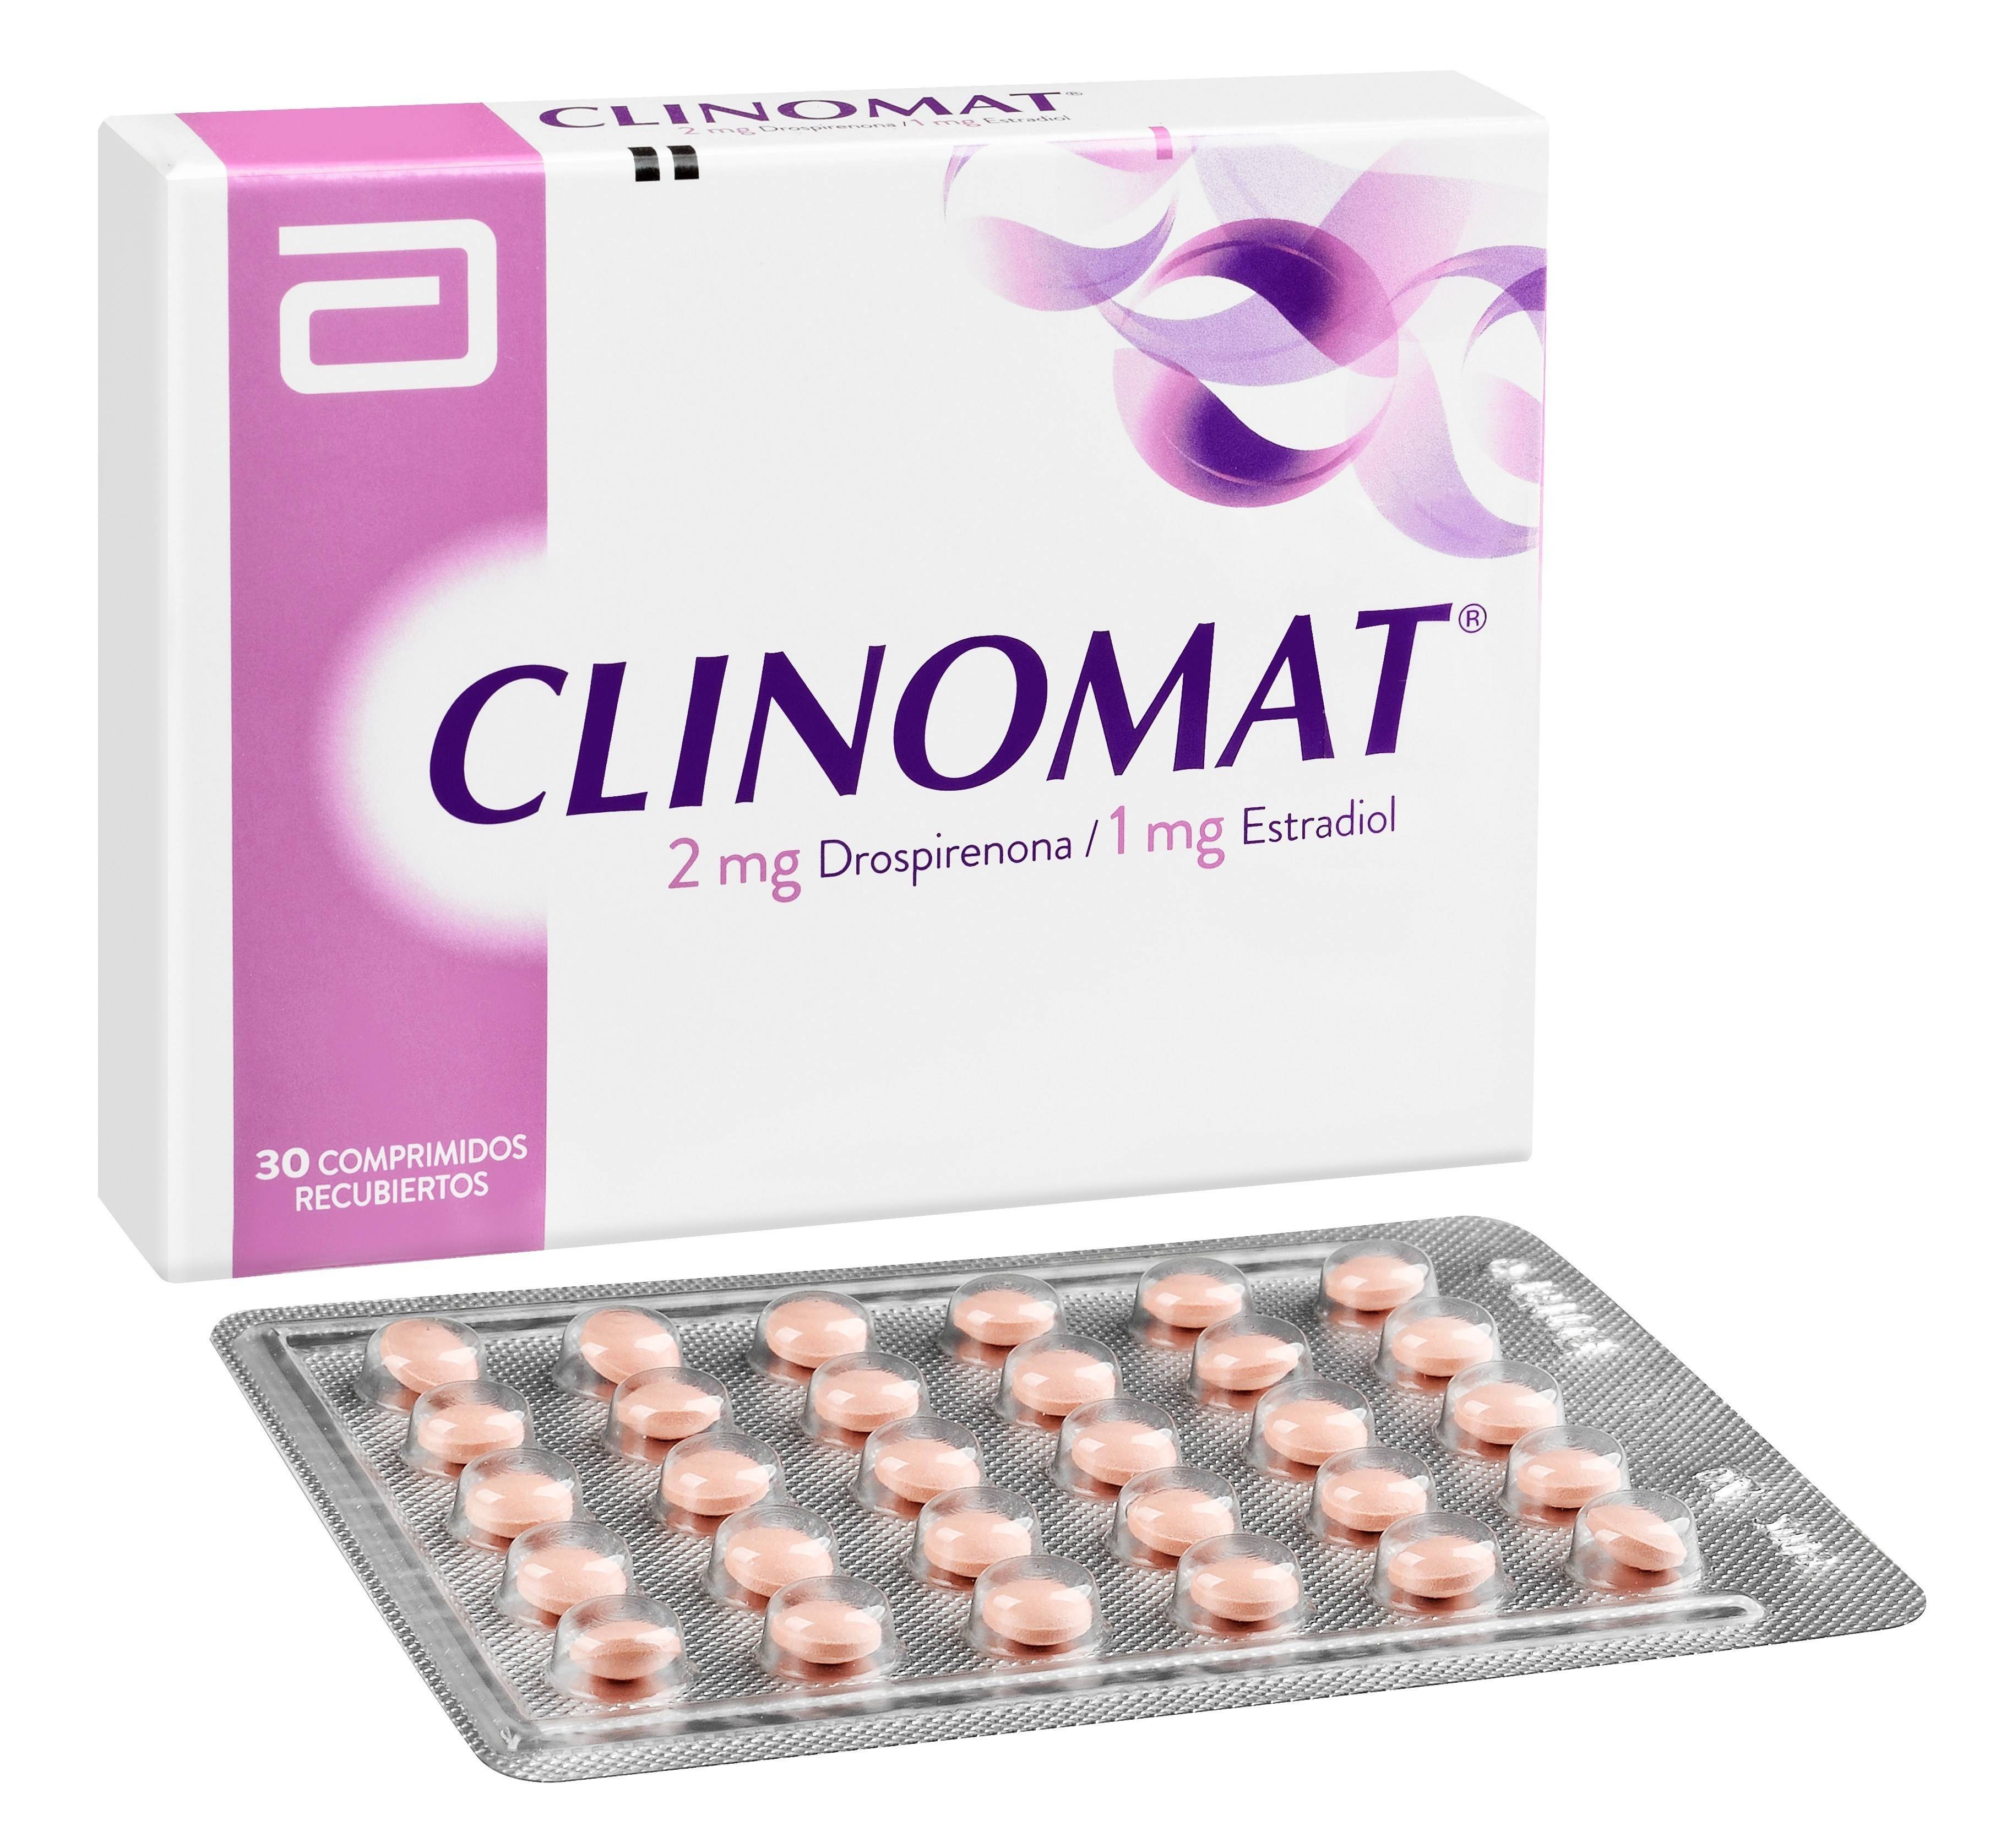 CLINOMAT®
2 mg Drospirenona / 1 mg Estradiol
CLINOMAT®
2 mg Drospirenona / 1 mg Estradiol
30 COMPRIMIDOS
RECUBIERTOS